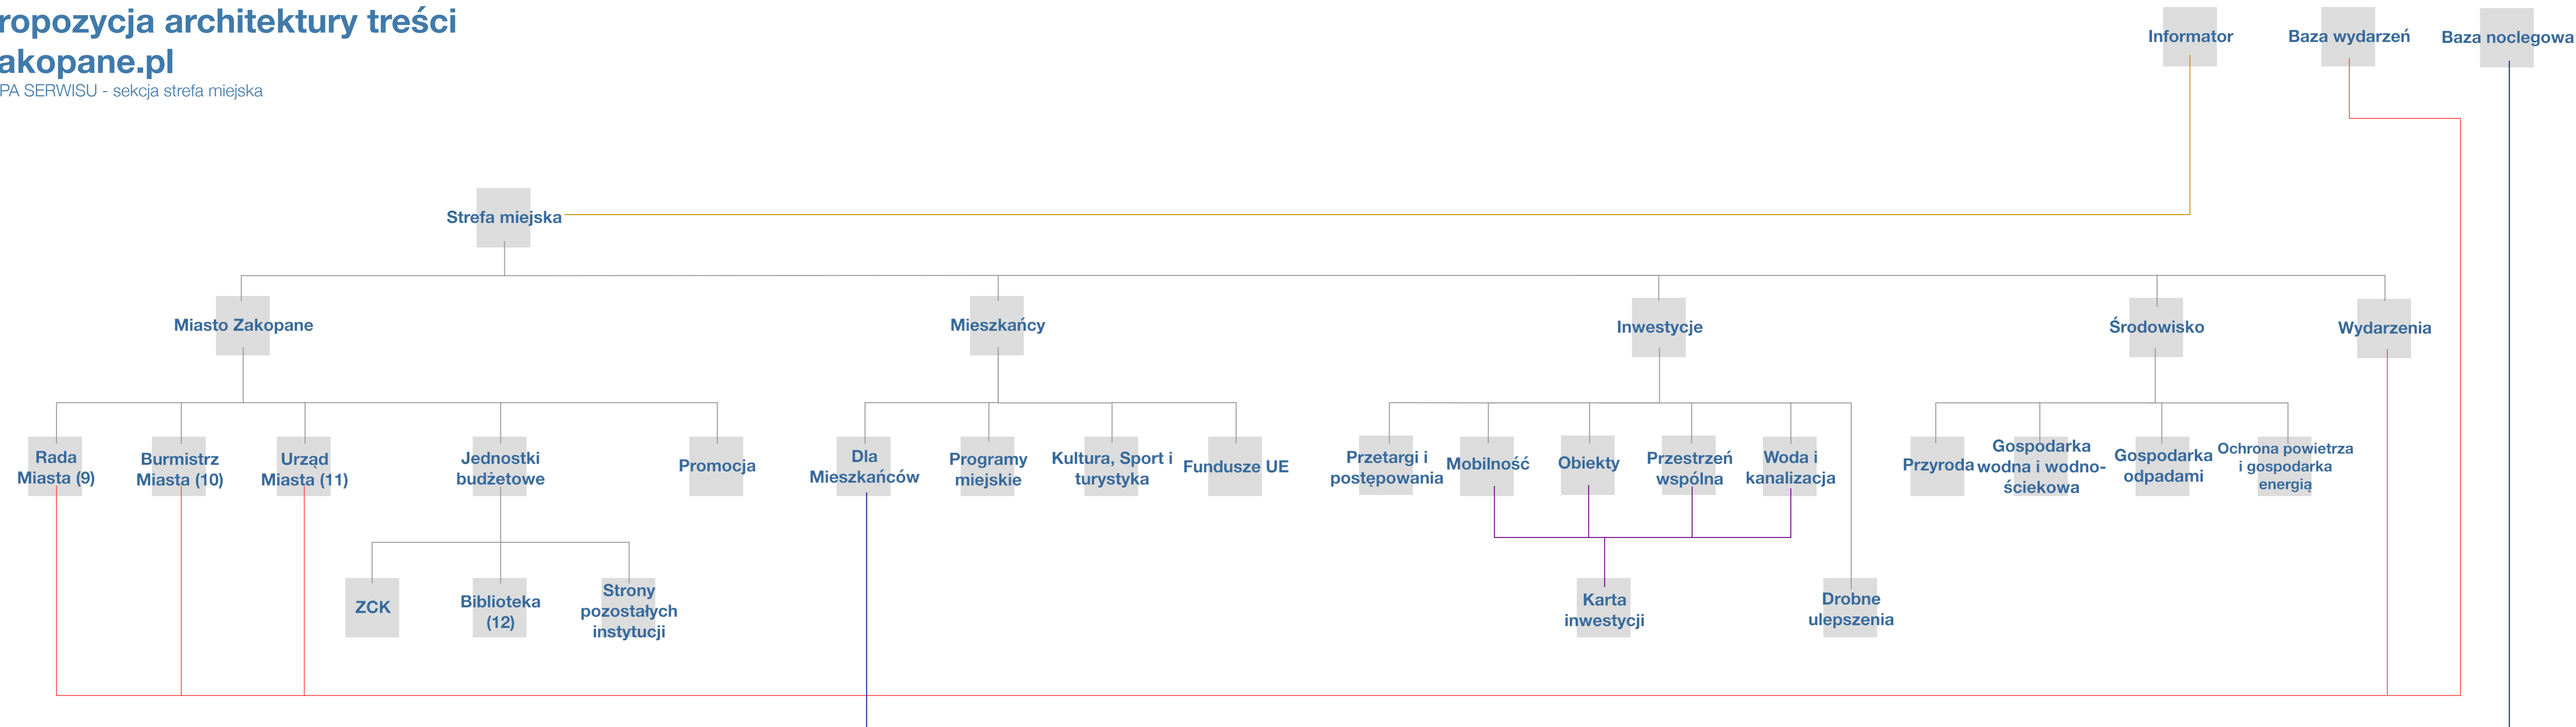 ropozycja architektury treści
akopane.pl
PA SERWISU - sekcja strefa miejska
Informator
Baza wydarzeń
Baza noclegowa
Strefa miejska
Miasto Zakopane
Mieszkańcy
Inwestycje
Środowisko
Wydarzenia
Rada
Miasta (9)
Burmistrz
Miasta (10)
Urząd
Miasta (11)
Jednostki
budżetowe
Promocja
Dla
Mieszkańców
Programy
miejskie
Kultura, Sport i
turystyka
Fundusze UE
Przetargi i
postępowania
Mobilność
Obiekty
Przestrzeń
wspólna
Woda i
kanalizacja
Przyroda
Gospodarka
wodna i wodno-
ściekowa
Gospodarka
odpadami
Ochrona powietrza
i gospodarka
energią
ZCK
Biblioteka
(12)
Strony
pozostałych
instytucji
Karta
inwestycji
Drobne
ulepszenia